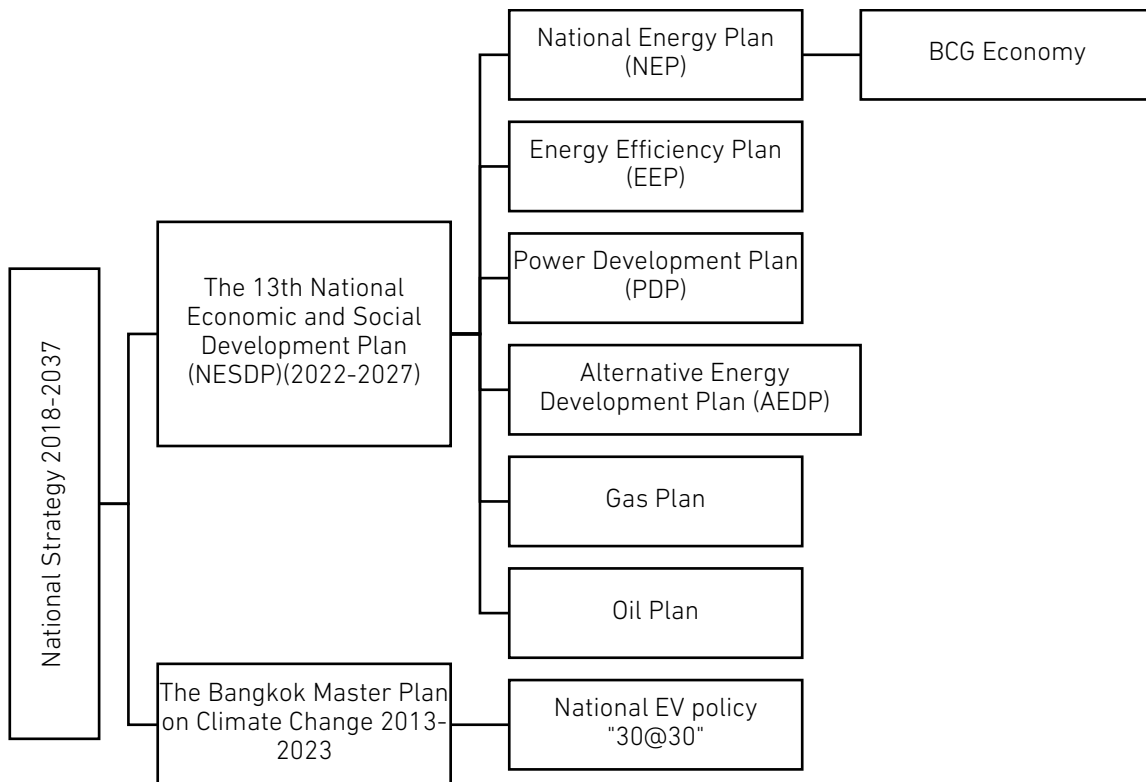 National Strategy 2018-2037
The 13th National
Economic and Social
Development Plan
(NESDP)(2022-2027)
National Energy Plan
(NEP)
BCG Economy
Energy Efficiency Plan
(EEP)
Power Development Plan
(PDP)
Alternative Energy
Development Plan (AEDP)
Gas Plan
Oil Plan
The Bangkok Master Plan
on Climate Change 2013-
2023
National EV policy
"30@30"